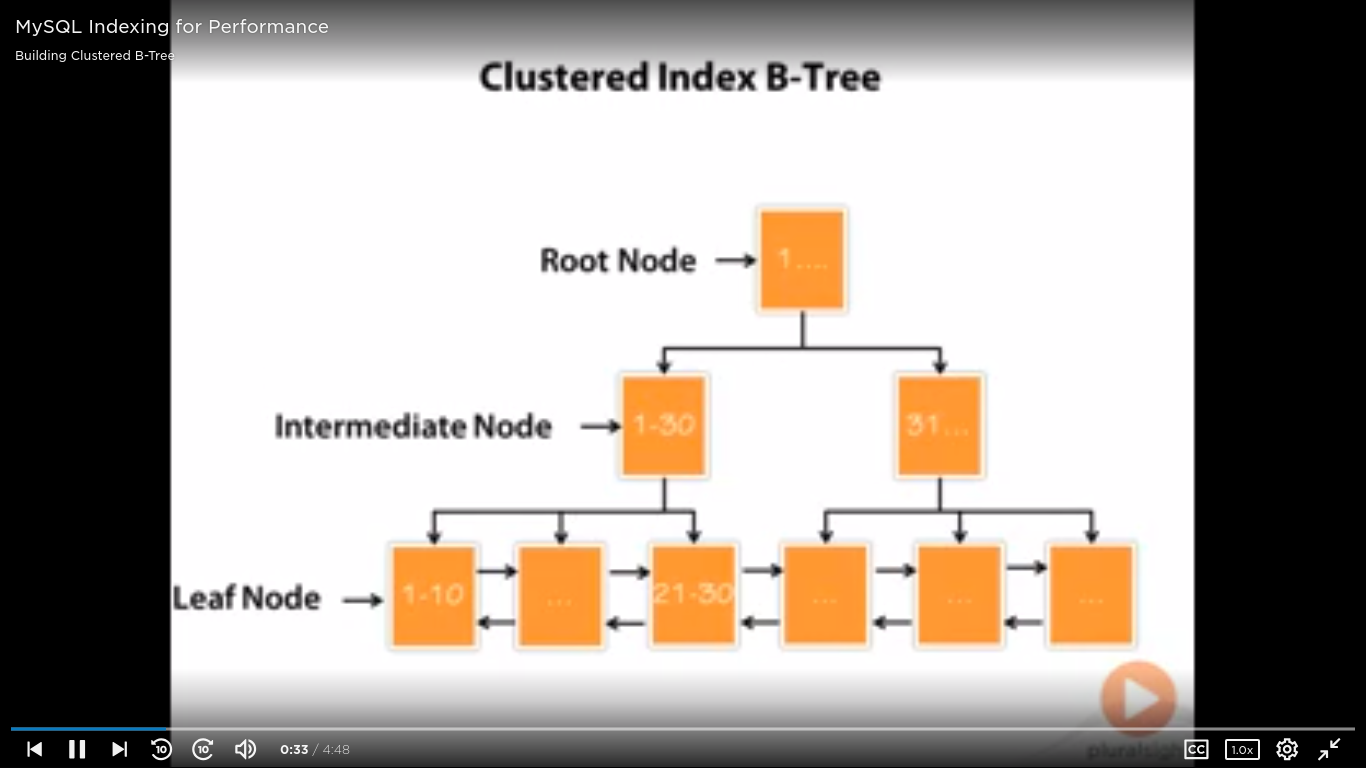 MySQL Indexing for Performance
Building Clustered B-Tree
Clustered Index B-Tree
Root Node
1....
Intermediate Node
1-30
31...
Leaf Node
1-10
...
21-30
...
...
...
pluralsight
10
10
0:33 / 4:48
CC
1.0x